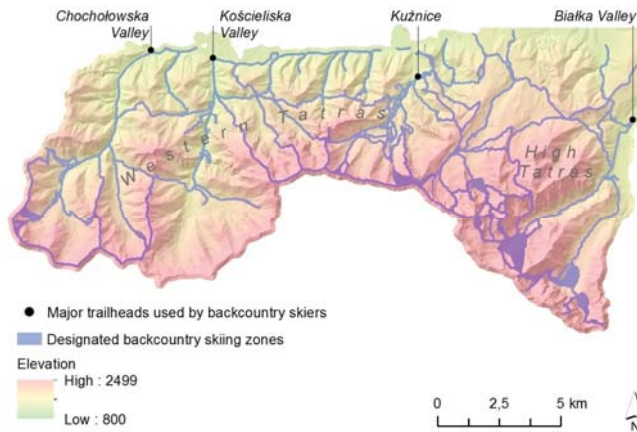 Chochołowska
Valley
Kościeliska
Valley
Kuźnice
Białka Valley
Western Tatras
High
Tatras
Major trailheads used by backcountry skiers
Designated backcountry skiing zones
Elevation
High : 2499
Low : 800
0 2,5 5 km
N